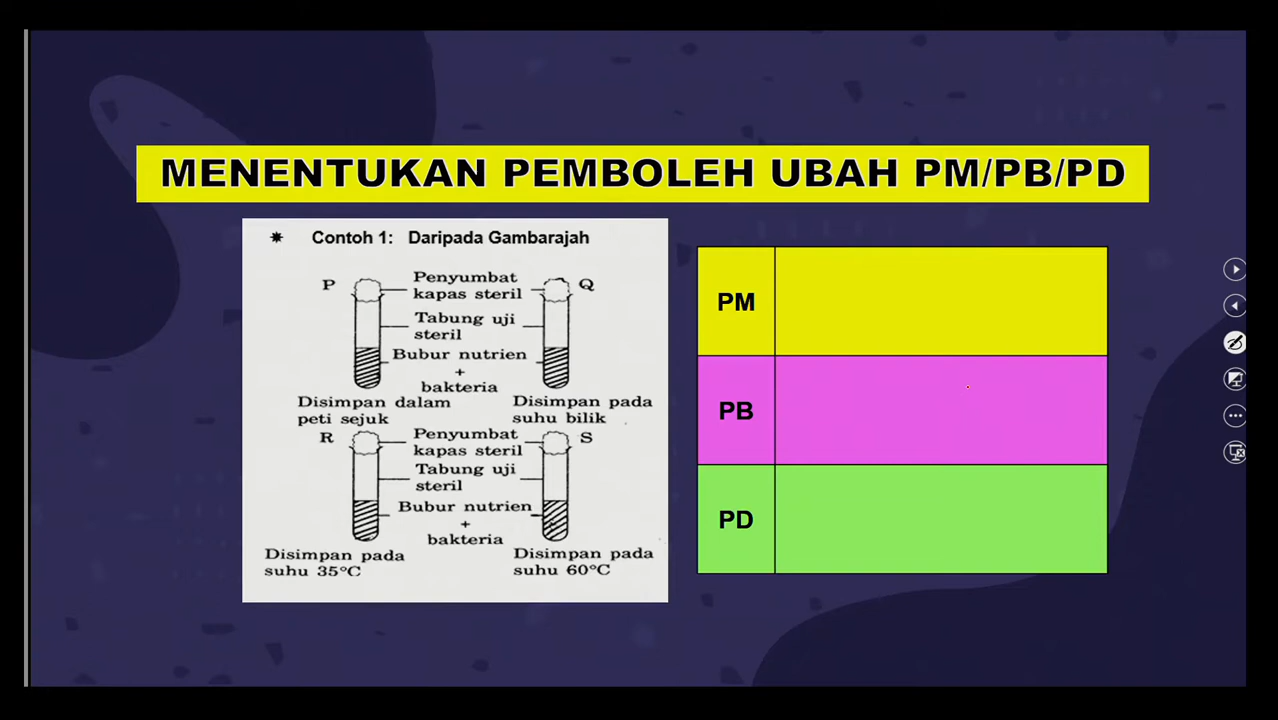 MENENTUKAN PEMBOLEH UBAH PM/PB/PD
✷ Contoh 1: Daripada Gambarajah
P Penyumbat Q
kapas steril
Tabung uji
steril
Bubur nutrien
+
bakteria
Disimpan dalam Disimpan pada
peti sejuk suhu bilik
R Penyumbat S
kapas steril
Tabung uji
steril
Bubur nutrien
+
bakteria
Disimpan pada Disimpan pada
suhu 35°C suhu 60°C
PM
PB
PD